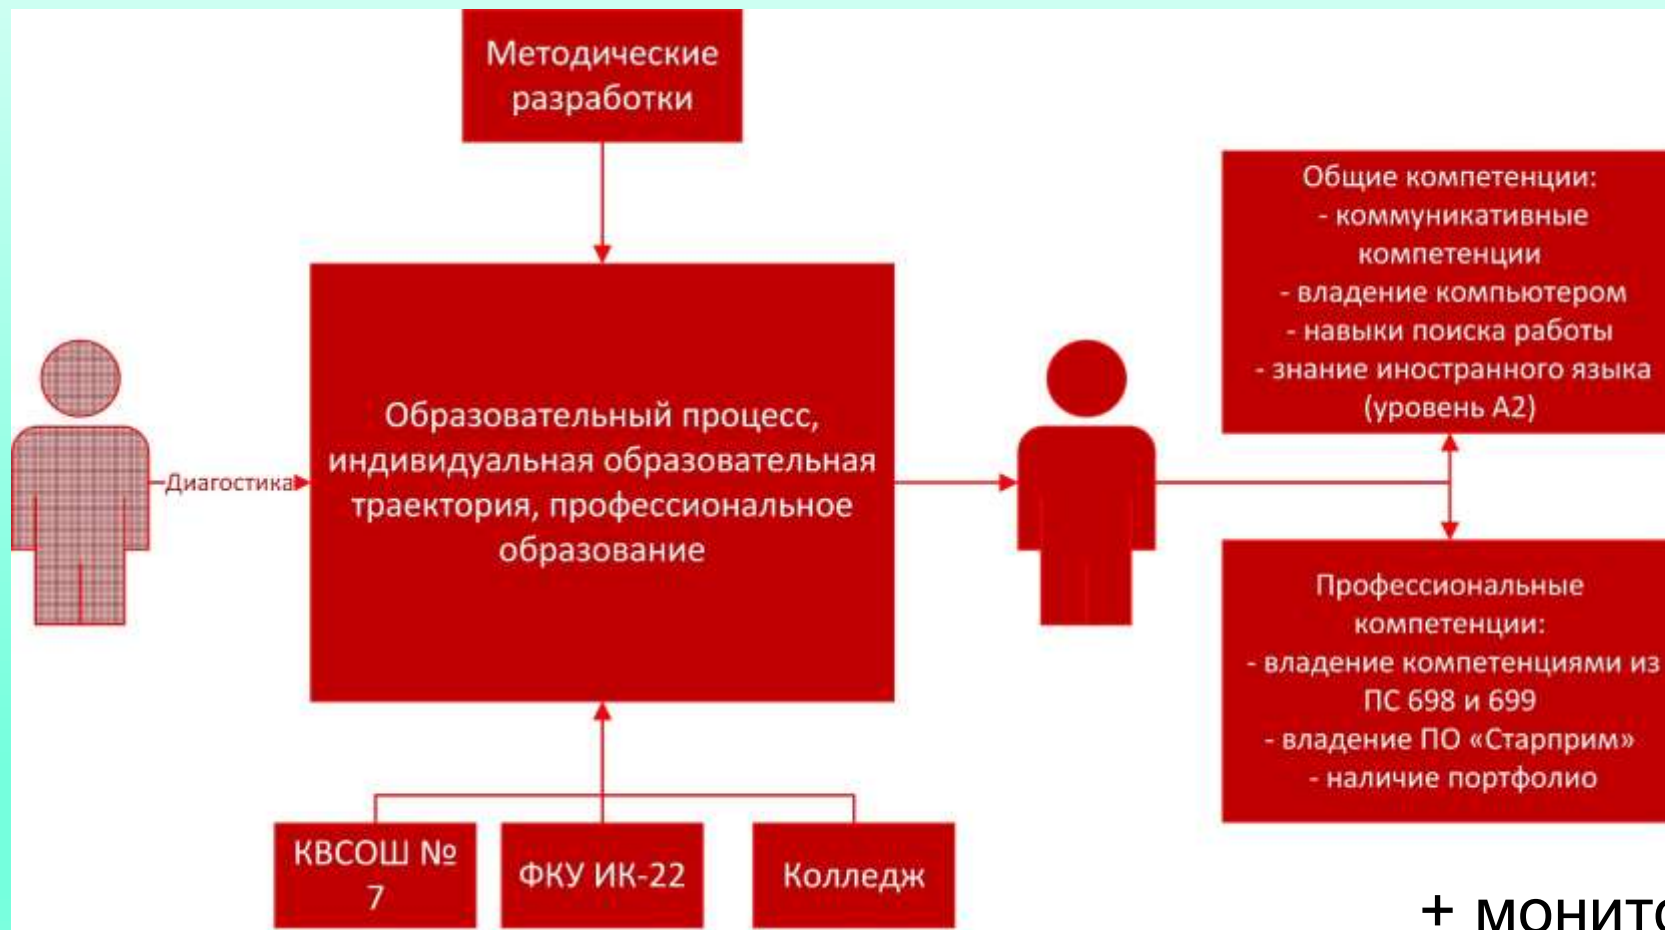 Методические
разработки
Общие компетенции:
- коммуникативные
компетенции
- владение компьютером
- навыки поиска работы
- знание иностранного языка
(уровень А2)
Диагостика
Образовательный процесс,
индивидуальная образовательная
траектория, профессиональное
образование
Профессиональные
компетенции:
- владение компетенциями из
ПС 698 и 699
- владение ПО «Старприм»
- наличие портфолио
КВСОШ №
7
ФКУ ИК-22
Колледж
+